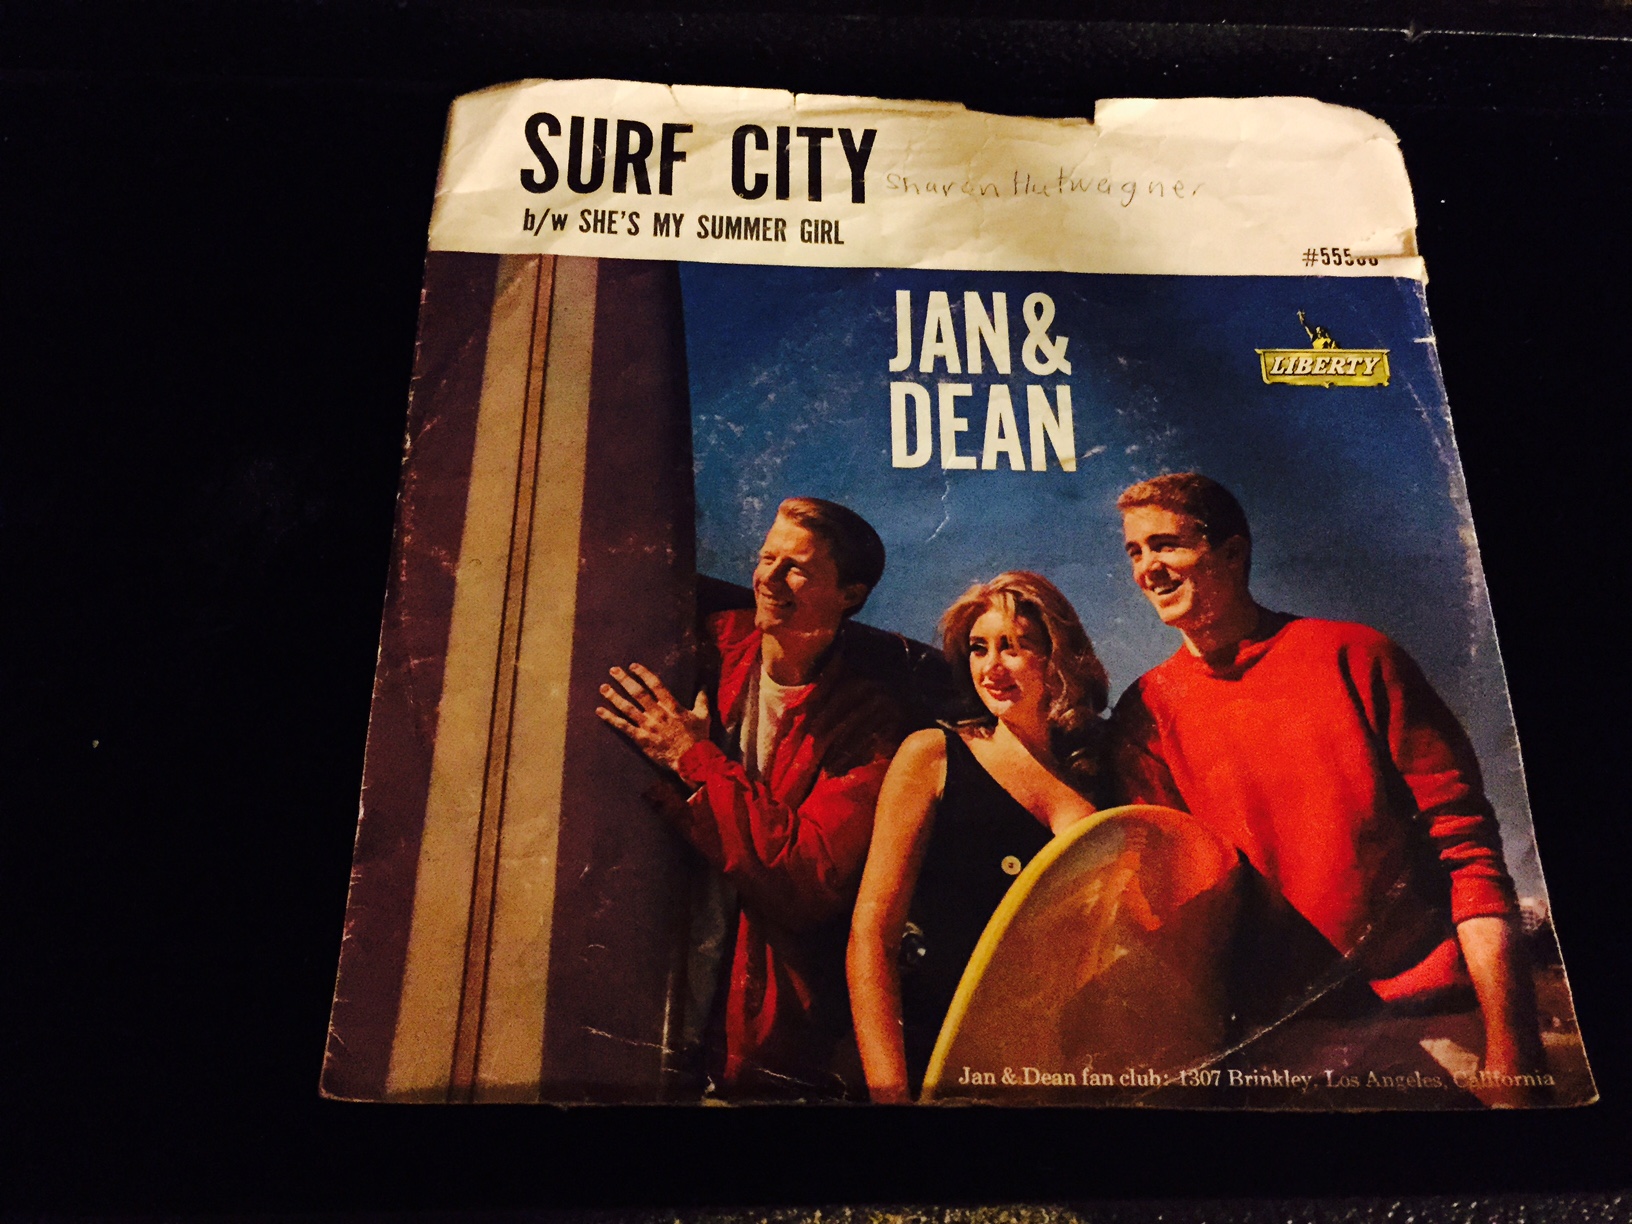 SURF CITY
Sharon Hutwagner
b/w SHE'S MY SUMMER GIRL
JAN &
DEAN
LIBERTY
Jan & Dean fan club: 1307 Brinkley, Los Angeles, California